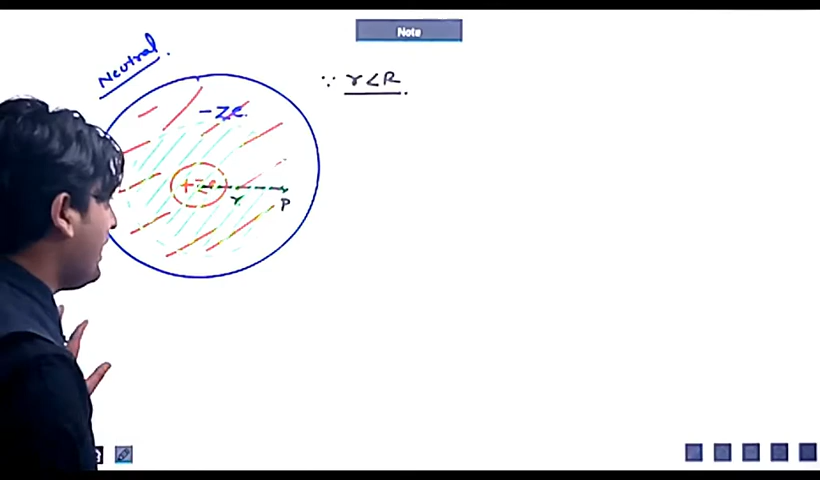 Note
Neutral.
∵ r<R.
-Ze.
+Ze
r
P